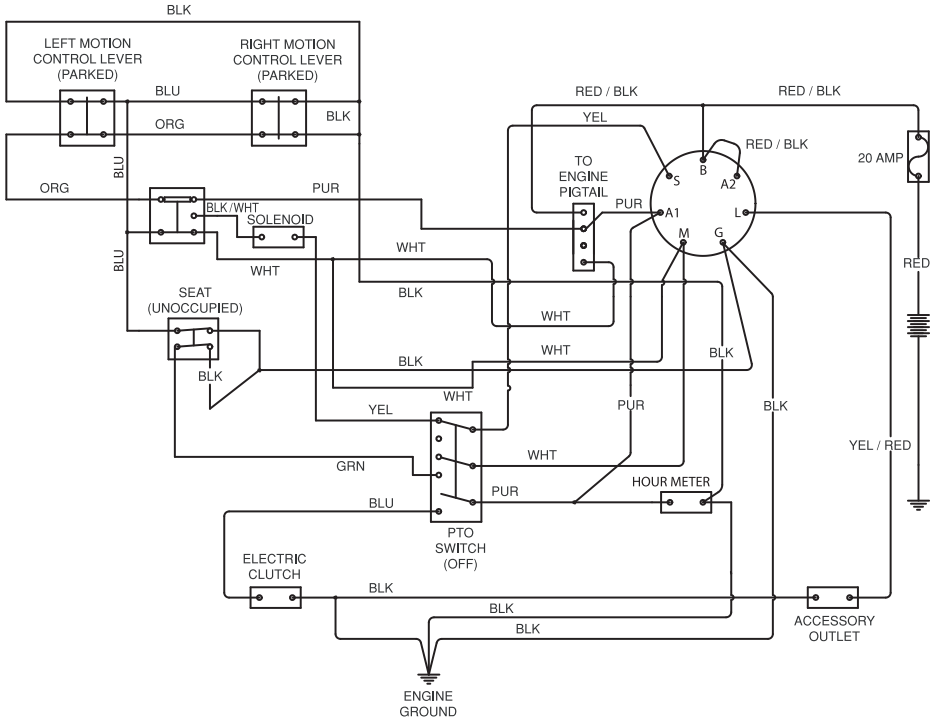 BLK
LEFT MOTION
CONTROL LEVER
(PARKED)
RIGHT MOTION
CONTROL LEVER
(PARKED)
BLU
BLK
ORG
RED / BLK
RED / BLK
YEL
RED / BLK
20 AMP
TO
ENGINE
PIGTAIL
S
B
A2
A1
L
M
G
BLU
ORG
PUR
PUR
BLK/WHT
SOLENOID
WHT
WHT
BLU
RED
SEAT
(UNOCCUPIED)
BLK
WHT
WHT
BLK
BLK
BLK
WHT
YEL
PUR
BLK
YEL / RED
GRN
WHT
PUR
HOUR METER
BLU
PTO
SWITCH
(OFF)
ELECTRIC
CLUTCH
BLK
BLK
BLK
ACCESSORY
OUTLET
ENGINE
GROUND